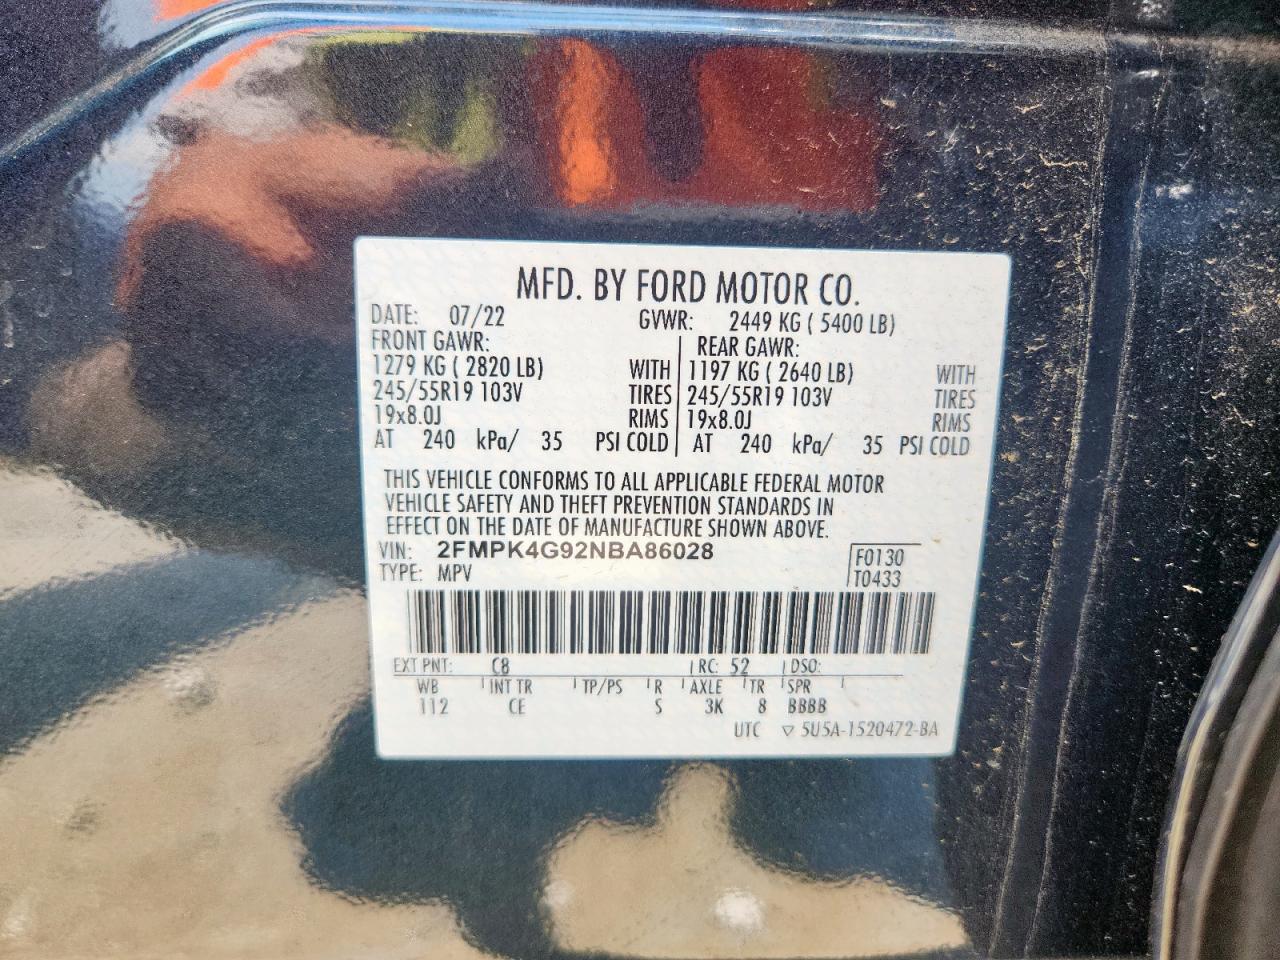 MFD. BY FORD MOTOR CO.
DATE: 07/22 GVWR: 2449 KG ( 5400 LB)
FRONT GAWR: REAR GAWR:
1279 KG ( 2820 LB) WITH 1197 KG ( 2640 LB) WITH
245/55R19 103V TIRES 245/55R19 103V TIRES
19x8.0J RIMS 19x8.0J RIMS
AT 240 kPa/ 35 PSI COLD AT 240 kPa/ 35 PSI COLD
THIS VEHICLE CONFORMS TO ALL APPLICABLE FEDERAL MOTOR
VEHICLE SAFETY AND THEFT PREVENTION STANDARDS IN
EFFECT ON THE DATE OF MANUFACTURE SHOWN ABOVE.
VIN: 2FMPK4G92NBA86028 F0130
TYPE: MPV T0433
EXT PNT: C8 RC: 52 DSO:
WB INT TR TP/PS R AXLE TR SPR
112 CE S 3K 8 BBBB
UTC ▽ 5U5A-1520472-BA